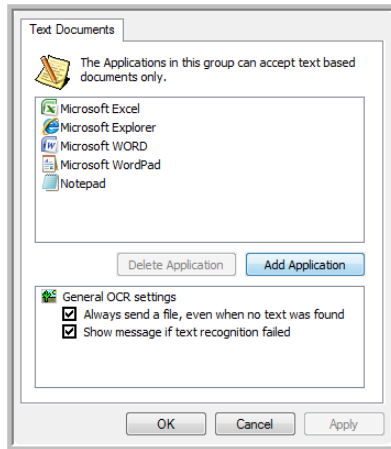 Text Documents
The Applications in this group can accept text based
documents only.
Microsoft Excel
Microsoft Explorer
Microsoft WORD
Microsoft WordPad
Notepad
Delete Application
Add Application
General OCR settings
Always send a file, even when no text was found
Show message if text recognition failed
OK
Cancel
Apply